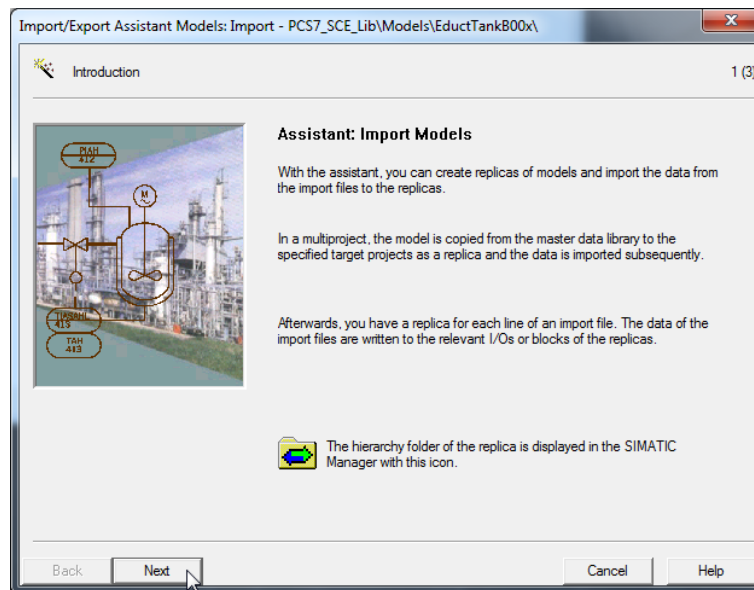 Import/Export Assistant Models: Import - PCS7_SCE_Lib\Models\EductTankB00x\
Introduction
1 (3)
PIAH
412
M
TIASAHL
415
TAH
413
Assistant: Import Models
With the assistant, you can create replicas of models and import the data from
the import files to the replicas.
In a multiproject, the model is copied from the master data library to the
specified target projects as a replica and the data is imported subsequently.
Afterwards, you have a replica for each line of an import file. The data of the
import files are written to the relevant I/Os or blocks of the replicas.
The hierarchy folder of the replica is displayed in the SIMATIC
Manager with this icon.
Back
Next
Cancel
Help